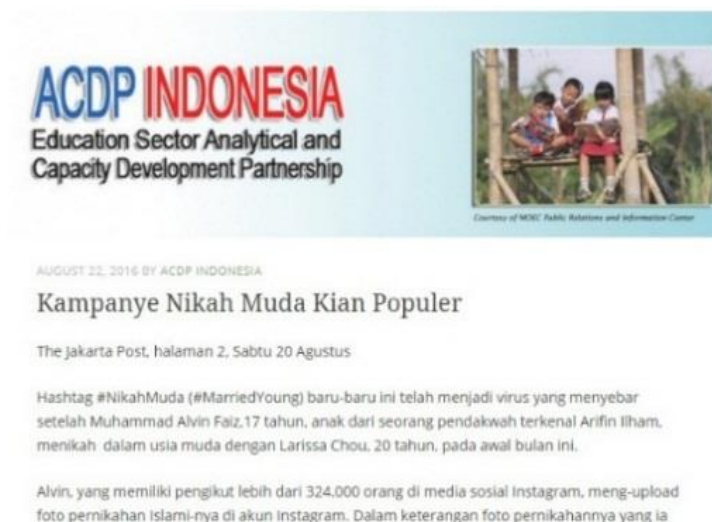 ACDP INDONESIA
Education Sector Analytical and
Capacity Development Partnership
Courtesy of MOEC Public Relations and Information Center
AUGUST 22, 2016 BY ACDP INDONESIA
Kampanye Nikah Muda Kian Populer
The Jakarta Post, halaman 2, Sabtu 20 Agustus
Hashtag #NikahMuda (#MarriedYoung) baru-baru ini telah menjadi virus yang menyebar
setelah Muhammad Alvin Faiz,17 tahun, anak dari seorang pendakwah terkenal Arifin Ilham,
menikah dalam usia muda dengan Larissa Chou, 20 tahun, pada awal bulan ini.
Alvin, yang memiliki pengikut lebih dari 324.000 orang di media sosial Instagram, meng-upload
foto pernikahan Islami-nya di akun Instagram. Dalam keterangan foto pernikahannya yang ia